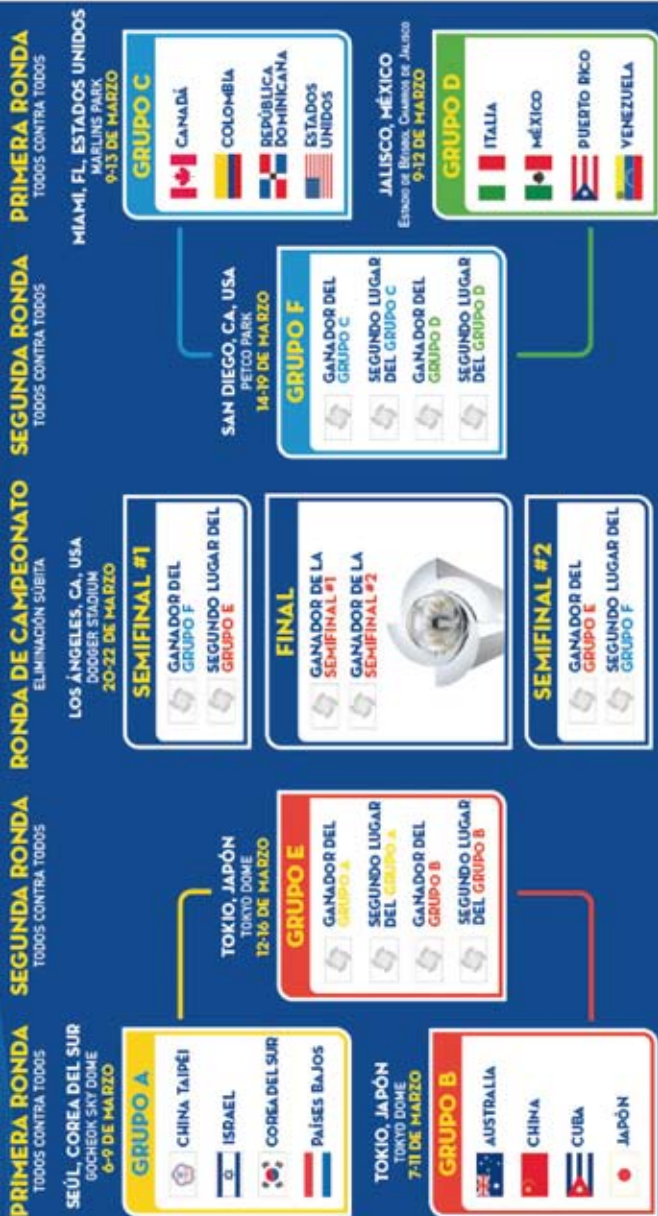 PRIMERA RONDA
TODOS CONTRA TODOS
SEÚL, COREA DEL SUR
GOCHEOK SKY DOME
6-9 DE MARZO
GRUPO A
CHINA TAIPÉI
ISRAEL
COREA DEL SUR
PAÍSES BAJOS
TOKIO, JAPÓN
TOKYO DOME
7-11 DE MARZO
GRUPO B
AUSTRALIA
CHINA
CUBA
JAPÓN
SEGUNDA RONDA
TODOS CONTRA TODOS
TOKIO, JAPÓN
TOKYO DOME
12-16 DE MARZO
GRUPO E
GANADOR DEL
GRUPO A
SEGUNDO LUGAR
DEL GRUPO A
GANADOR DEL
GRUPO B
SEGUNDO LUGAR
DEL GRUPO B
RONDA DE CAMPEONATO
ELIMINACIÓN SÚBITA
LOS ÁNGELES, CA, USA
DODGER STADIUM
20-22 DE MARZO
SEMIFINAL #1
GANADOR DEL
GRUPO F
SEGUNDO LUGAR DEL
GRUPO E
FINAL
GANADOR DE LA
SEMIFINAL #1
GANADOR DE LA
SEMIFINAL #2
SEMIFINAL #2
GANADOR DEL
GRUPO E
SEGUNDO LUGAR DEL
GRUPO F
SEGUNDA RONDA
TODOS CONTRA TODOS
SAN DIEGO, CA, USA
PETCO PARK
14-19 DE MARZO
GRUPO F
GANADOR DEL
GRUPO C
SEGUNDO LUGAR
DEL GRUPO C
GANADOR DEL
GRUPO D
SEGUNDO LUGAR
DEL GRUPO D
PRIMERA RONDA
TODOS CONTRA TODOS
MIAMI, FL, ESTADOS UNIDOS
MARLINS PARK
9-13 DE MARZO
GRUPO C
CANADÁ
COLOMBIA
REPÚBLICA
DOMINICANA
ESTADOS
UNIDOS
JALISCO, MÉXICO
ESTADIO DE BÉISBOL CHARROS DE JALISCO
9-12 DE MARZO
GRUPO D
ITALIA
MÉXICO
PUERTO RICO
VENEZUELA